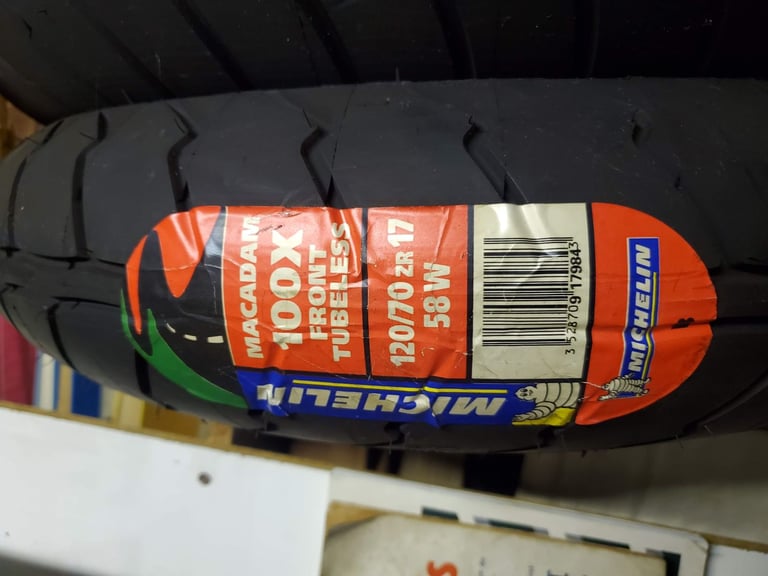 MACADAM
100X
FRONT
TUBELESS
120/70 ZR 17
58 W
3 528709 179843
MICHELIN
MICHELIN